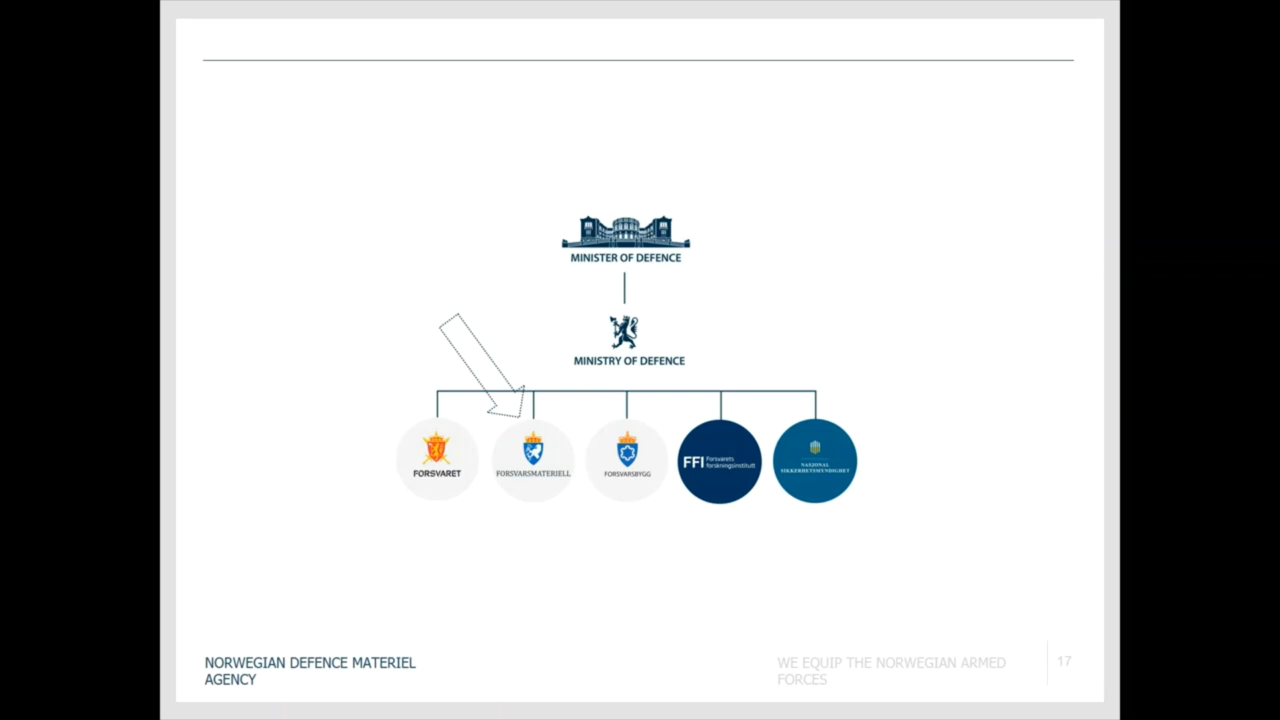 MINISTER OF DEFENCE
MINISTRY OF DEFENCE
FORSVARET
FORSVARSMATERIELL
FORSVARSBYGG
FFI Forsvarets
forskningsinstitutt
NASJONAL
SIKKERHETSMYNDIGHET
NORWEGIAN DEFENCE MATERIEL
AGENCY
WE EQUIP THE NORWEGIAN ARMED
FORCES
17